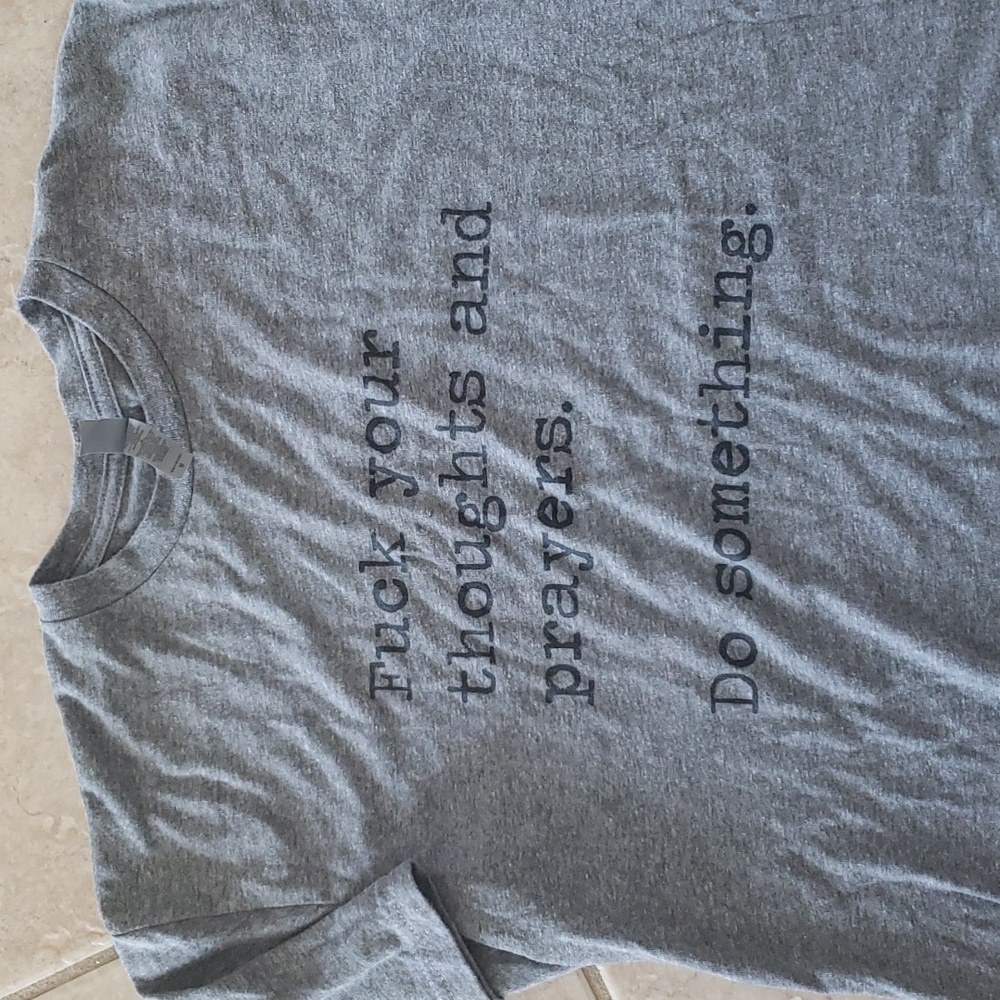 Fuck your
thoughts and
prayers.
Do something.